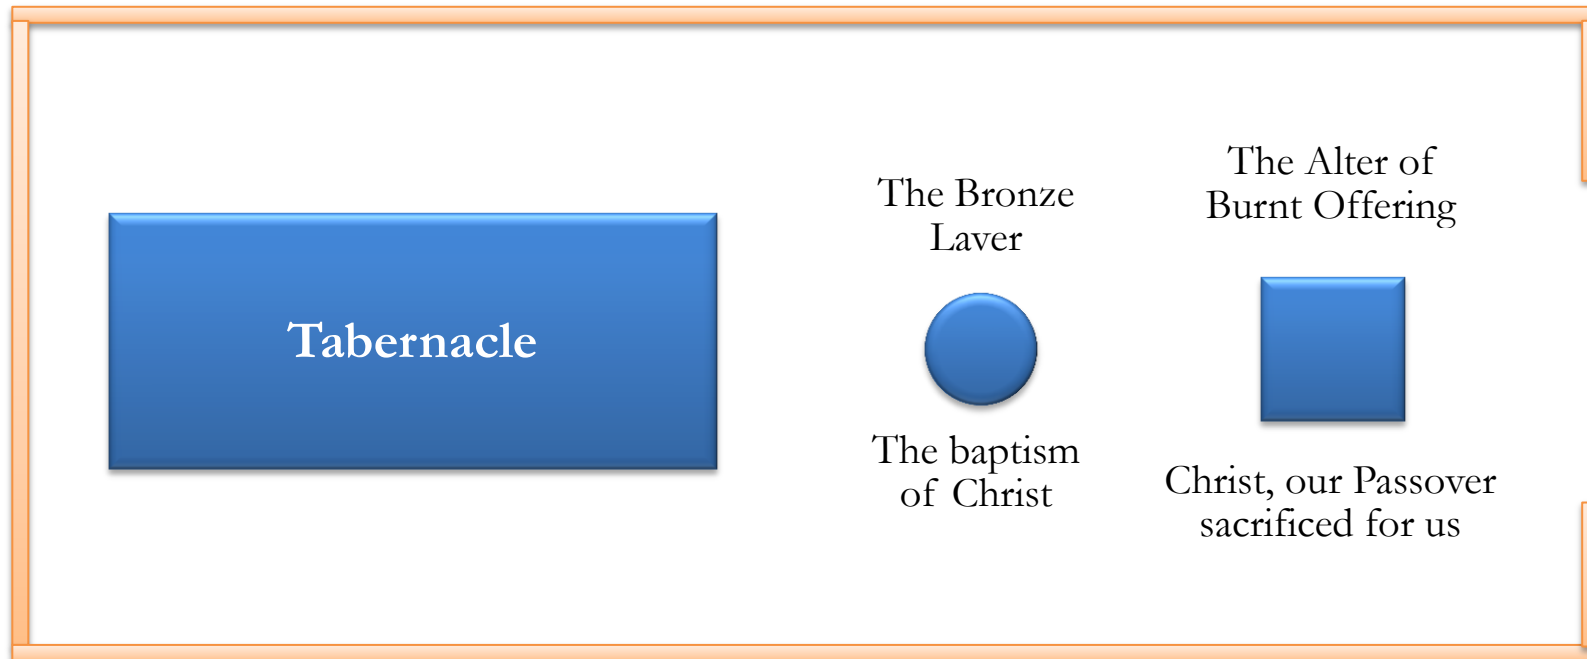 Tabernacle
The Bronze
Laver
The baptism
of Christ
The Alter of
Burnt Offering
Christ, our Passover
sacrificed for us